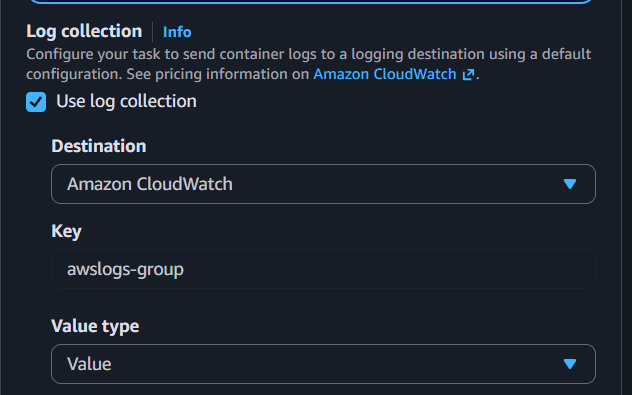 Log collection Info
Configure your task to send container logs to a logging destination using a default
configuration. See pricing information on Amazon CloudWatch.
Use log collection
Destination
Amazon CloudWatch
Key
awslogs-group
Value type
Value